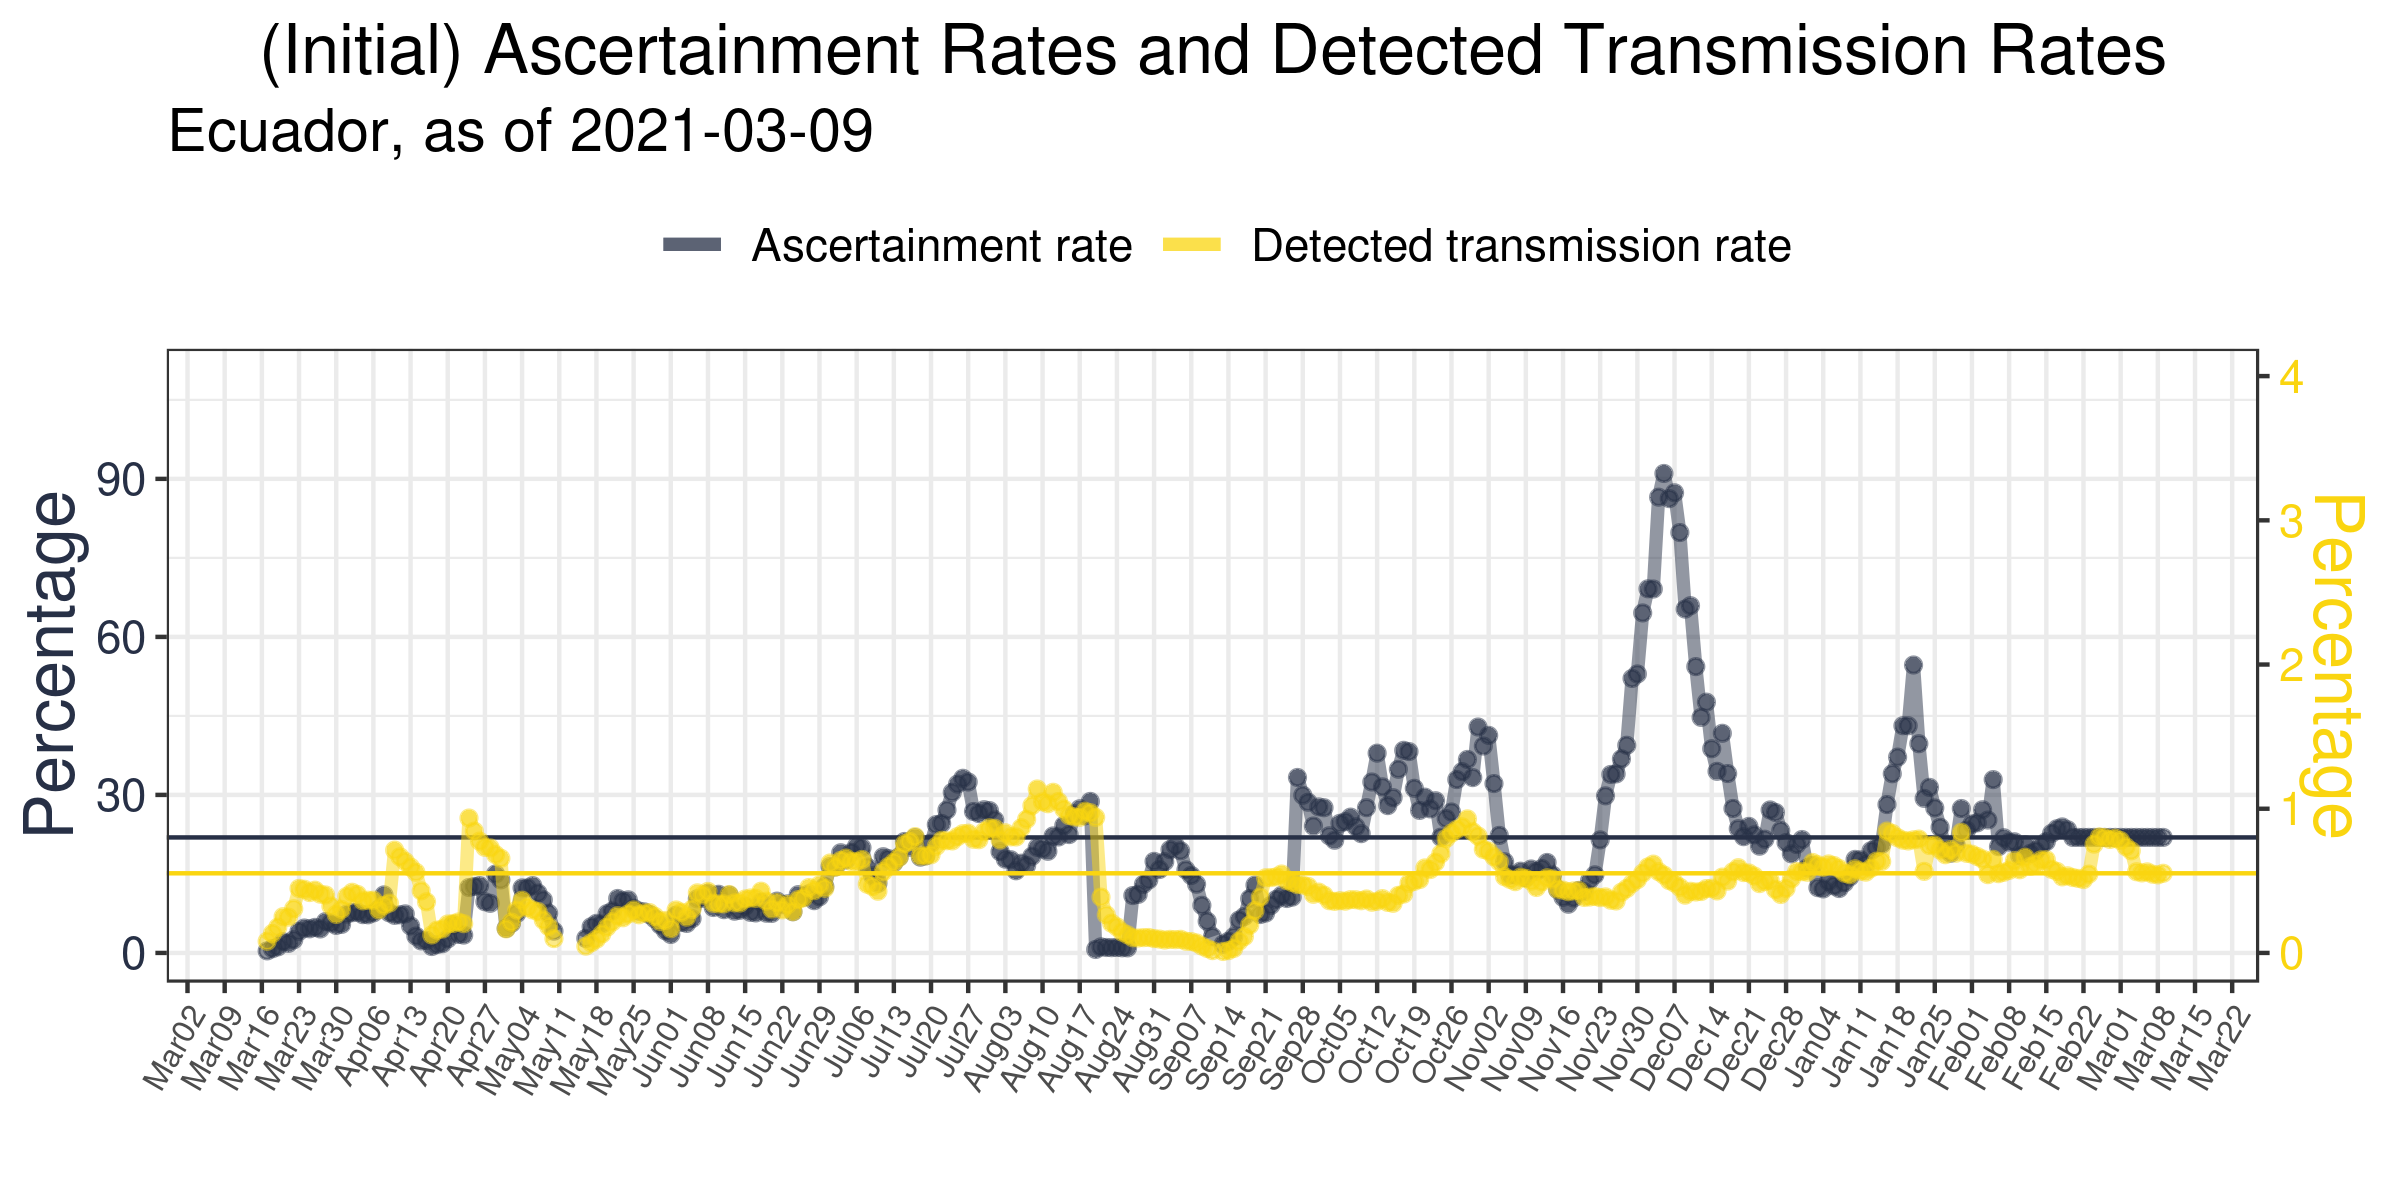 (Initial) Ascertainment Rates and Detected Transmission Rates
Ecuador, as of 2021-03-09
Ascertainment rate
Detected transmission rate
Percentage
90
60
30
0
4
3
2
1
0
Percentage
Mar02
Mar09
Mar16
Mar23
Mar30
Apr06
Apr13
Apr20
Apr27
May04
May11
May18
May25
Jun01
Jun08
Jun15
Jun22
Jun29
Jul06
Jul13
Jul20
Jul27
Aug03
Aug10
Aug17
Aug24
Aug31
Sep07
Sep14
Sep21
Sep28
Oct05
Oct12
Oct19
Oct26
Nov02
Nov09
Nov16
Nov23
Nov30
Dec07
Dec14
Dec21
Dec28
Jan04
Jan11
Jan18
Jan25
Feb01
Feb08
Feb15
Feb22
Mar01
Mar08
Mar15
Mar22